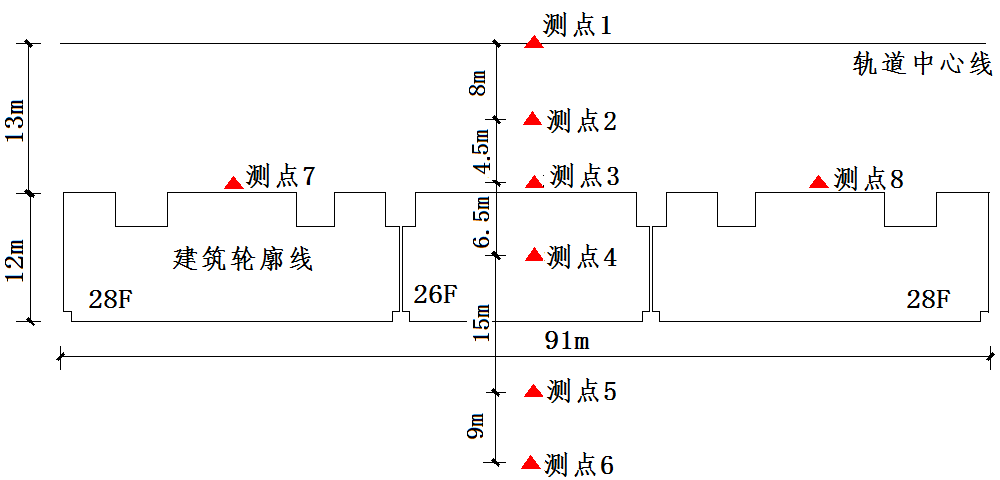 测点1
轨道中心线
8m
13m
测点2
4.5m
测点7
测点3
测点8
6.5m
12m
建筑轮廓线
测点4
28F
26F
28F
15m
91m
测点5
9m
测点6